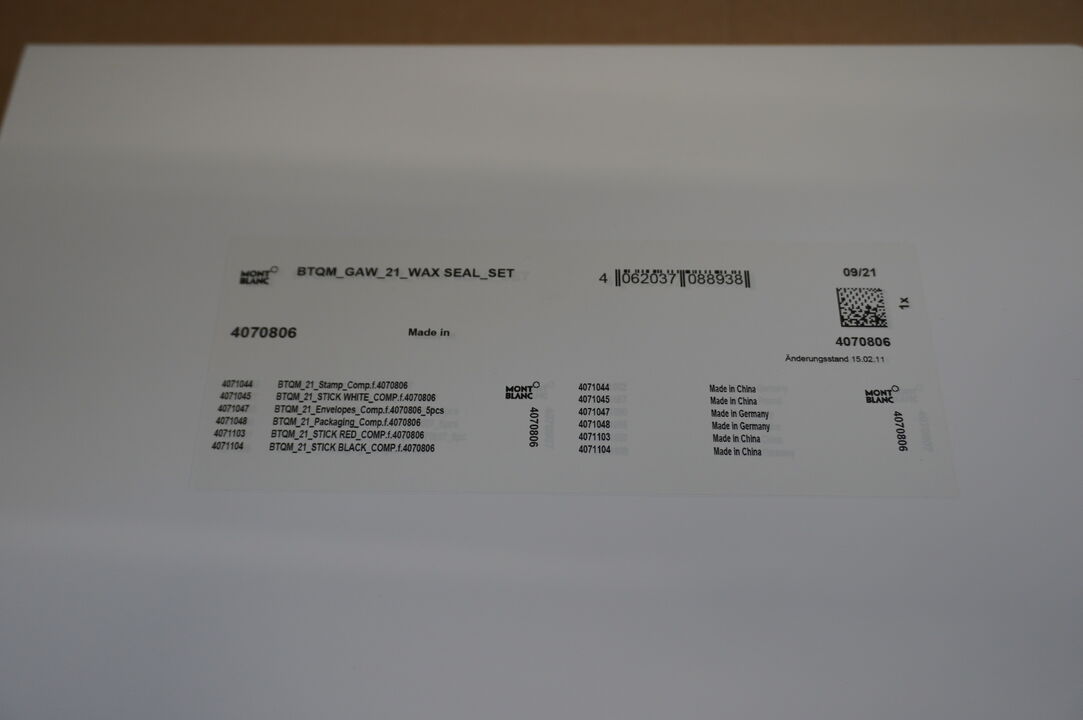 MONT BLANC
BTQM_GAW_21_WAX SEAL_SET
4 062037 088938
09/21
1x
4070806
Made in
4070806
Änderungsstand 15.02.11
4071044 BTQM_21_Stamp_Comp.f.4070806
4071045 BTQM_21_STICK WHITE_COMP.f.4070806
4071047 BTQM_21_Envelopes_Comp.f.4070806_5pcs
4071048 BTQM_21_Packaging_Comp.f.4070806
4071103 BTQM_21_STICK RED_COMP.f.4070806
4071104 BTQM_21_STICK BLACK_COMP.f.4070806
MONT BLANC
4070806
4071044 Made in China
4071045 Made in China
4071047 Made in Germany
4071048 Made in Germany
4071103 Made in China
4071104 Made in China
MONT BLANC
4070806